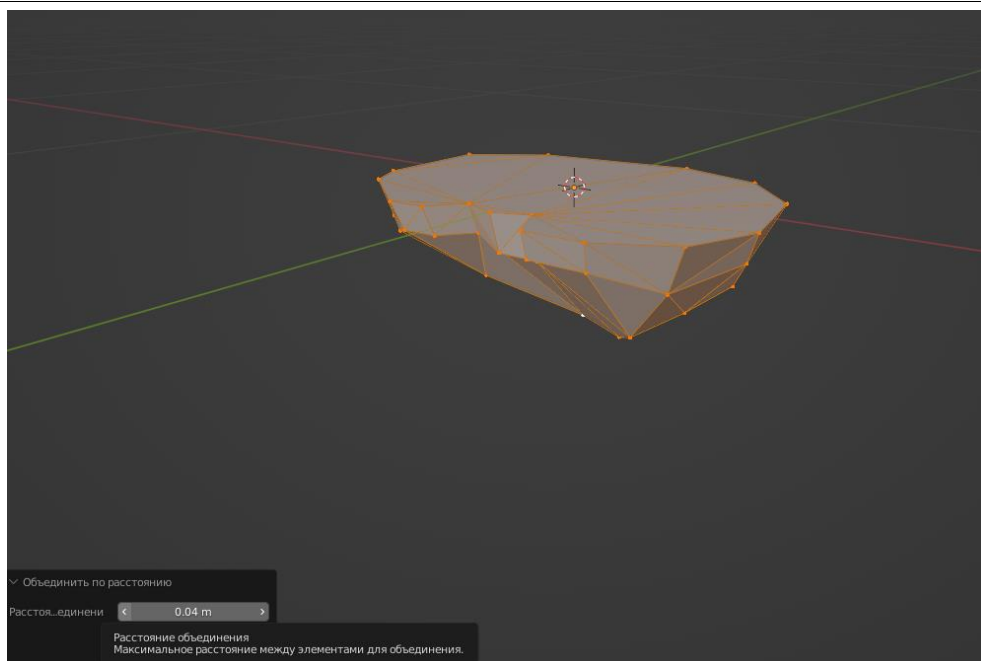 Объединить по расстоянию
Расстоя...единени 0.04 m
Расстояние объединения
Максимальное расстояние между элементами для объединения.